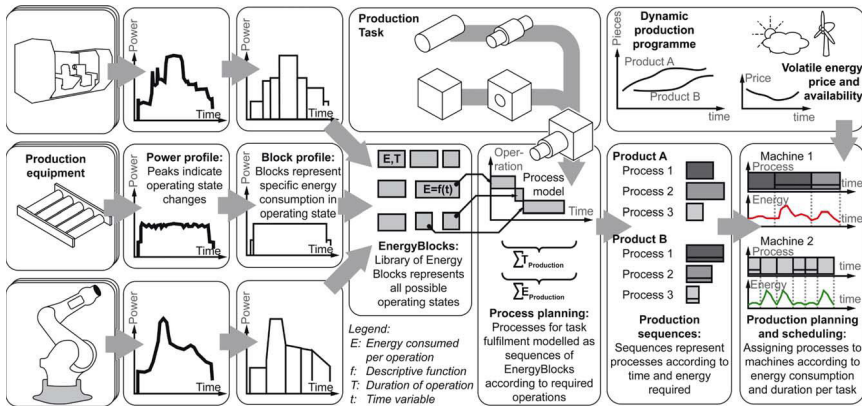 Power
Time
Power
Time
Production
Task
Dynamic
production
programme
Pieces
Product A
Product B
time
Price
time
Volatile energy
price and
availability
Production
equipment
Power profile:
Peaks indicate
operating state
changes
Time
Block profile:
Blocks represent
specific energy
consumption in
operating state
Time
E,T
E=f(t)
EnergyBlocks:
Library of Energy
Blocks represents
all possible
operating states
Oper-
ation
Process
model
Time
∑T Production
∑E Production
Process planning:
Processes for task
fulfilment modelled as
sequences of
EnergyBlocks
according to required
operations
Product A
Process 1
Process 2
Process 3
Product B
Process 1
Process 2
Process 3
Production
sequences:
Sequences represent
processes according to
time and energy
required
Machine 1
Process
time
Energy
time
Machine 2
Process
time
Energy
time
Production planning
and scheduling:
Assigning processes to
machines according to
energy consumption
and duration per task
Power
Time
Power
Time
Legend:
E: Energy consumed
per operation
f: Descriptive function
T: Duration of operation
t: Time variable